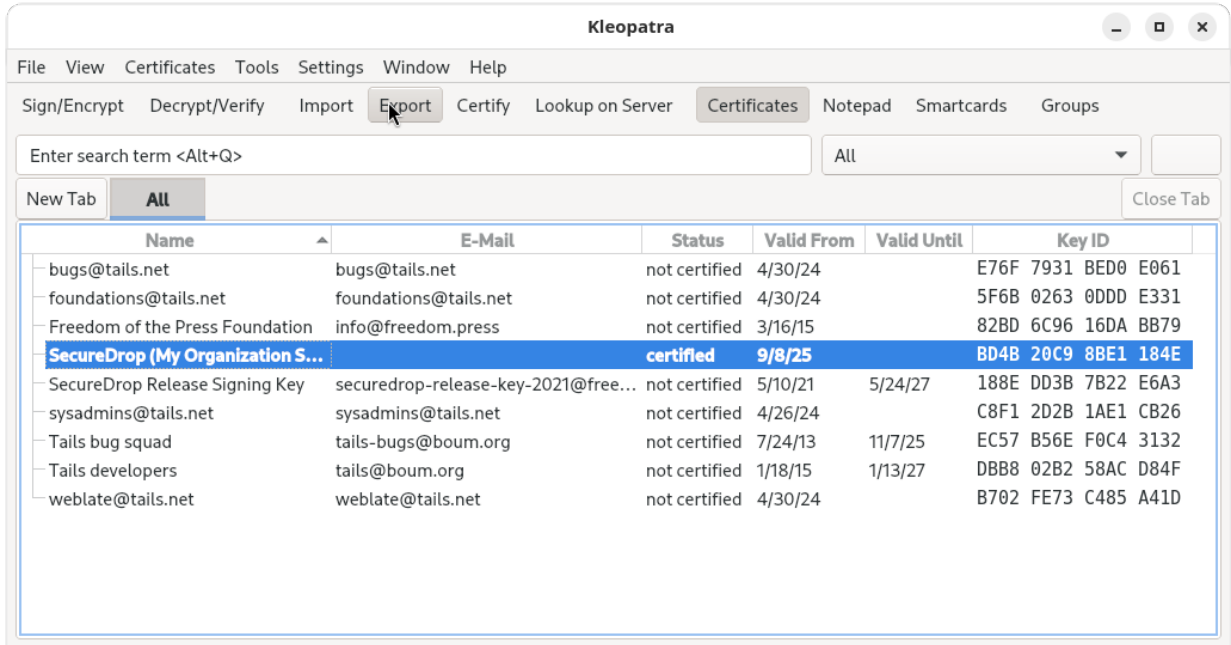 Kleopatra
File View Certificates Tools Settings Window Help
Sign/Encrypt Decrypt/Verify Import Export Certify Lookup on Server Certificates Notepad Smartcards Groups
Enter search term <Alt+Q> All
New Tab All Close Tab
Name E-Mail Status Valid From Valid Until Key ID
bugs@tails.net bugs@tails.net not certified 4/30/24 E76F 7931 BED0 E061
foundations@tails.net foundations@tails.net not certified 4/30/24 5F6B 0263 0DDD E331
Freedom of the Press Foundation info@freedom.press not certified 3/16/15 82BD 6C96 16DA BB79
SecureDrop (My Organization S... certified 9/8/25 BD4B 20C9 8BE1 184E
SecureDrop Release Signing Key securedrop-release-key-2021@free... not certified 5/10/21 5/24/27 188E DD3B 7B22 E6A3
sysadmins@tails.net sysadmins@tails.net not certified 4/26/24 C8F1 2D2B 1AE1 CB26
Tails bug squad tails-bugs@boum.org not certified 7/24/13 11/7/25 EC57 B56E F0C4 3132
Tails developers tails@boum.org not certified 1/18/15 1/13/27 DBB8 02B2 58AC D84F
weblate@tails.net weblate@tails.net not certified 4/30/24 B702 FE73 C485 A41D